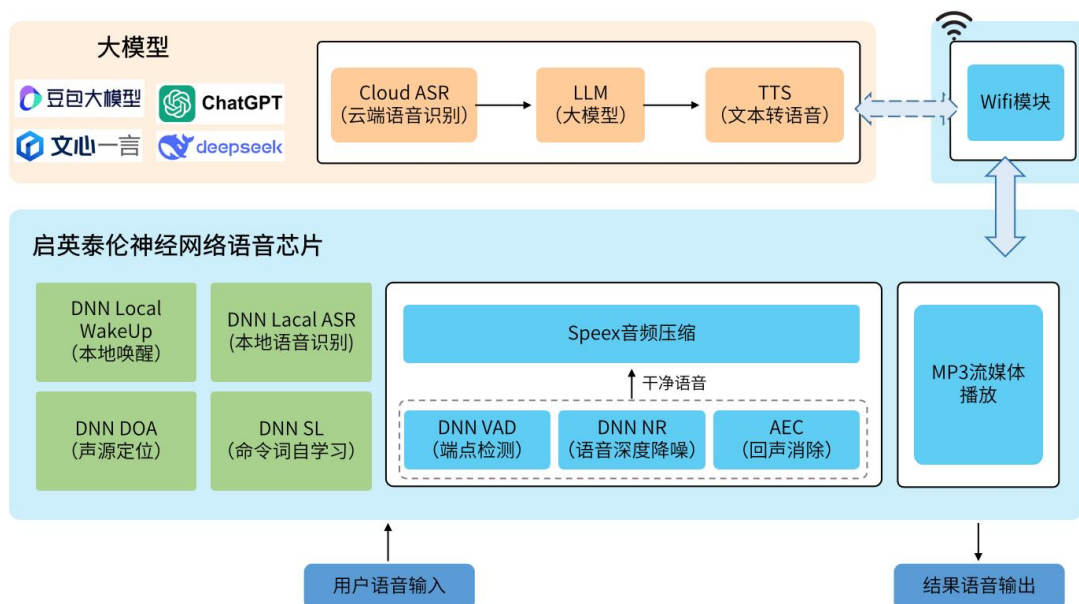 大模型
豆包大模型
ChatGPT
文心一言
deepseek
Cloud ASR
(云端语音识别)
LLM
(大模型)
TTS
(文本转语音)
Wifi模块
启英泰伦神经网络语音芯片
DNN Local
WakeUp
(本地唤醒)
DNN Lacal ASR
(本地语音识别)
DNN DOA
(声源定位)
DNN SL
(命令词自学习)
Speex音频压缩
干净语音
DNN VAD
(端点检测)
DNN NR
(语音深度降噪)
AEC
(回声消除)
MP3流媒体
播放
用户语音输入
结果语音输出